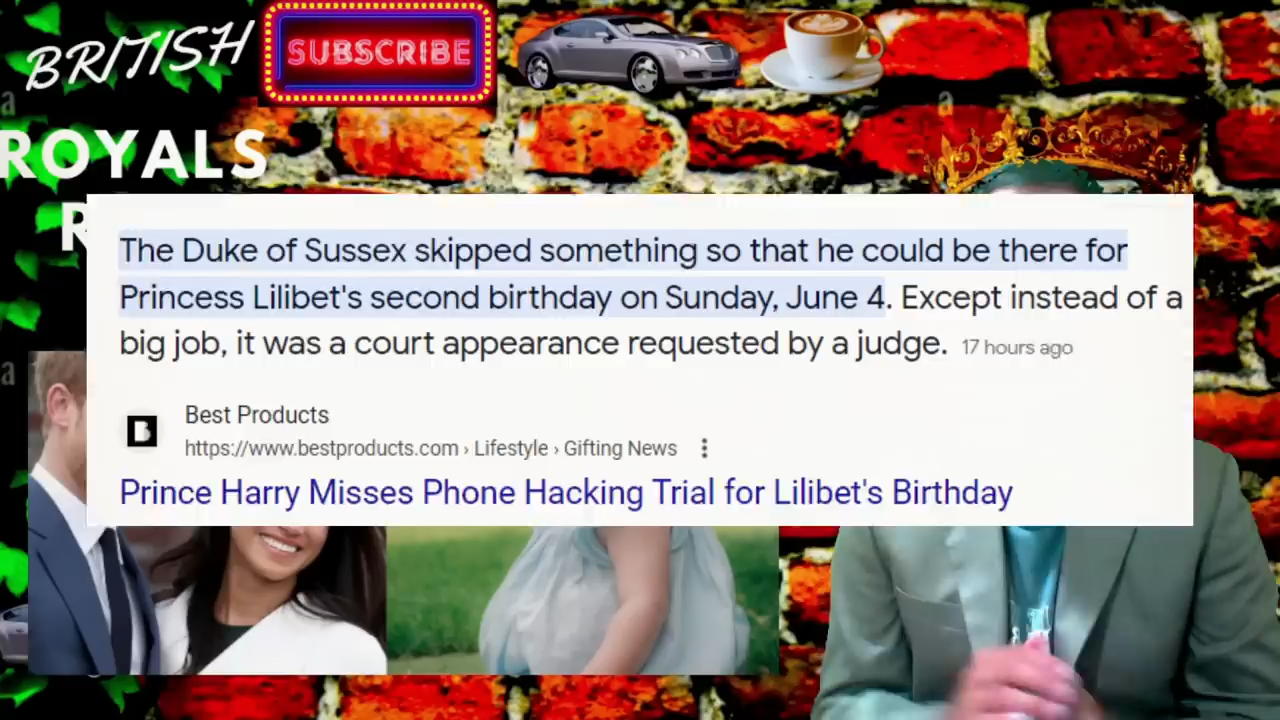 BRITISH
SUBSCRIBE
ROYALS
R
The Duke of Sussex skipped something so that he could be there for
Princess Lilibet's second birthday on Sunday, June 4. Except instead of a
big job, it was a court appearance requested by a judge. 17 hours ago
Best Products
https://www.bestproducts.com › Lifestyle › Gifting News
Prince Harry Misses Phone Hacking Trial for Lilibet's Birthday
a
a
a